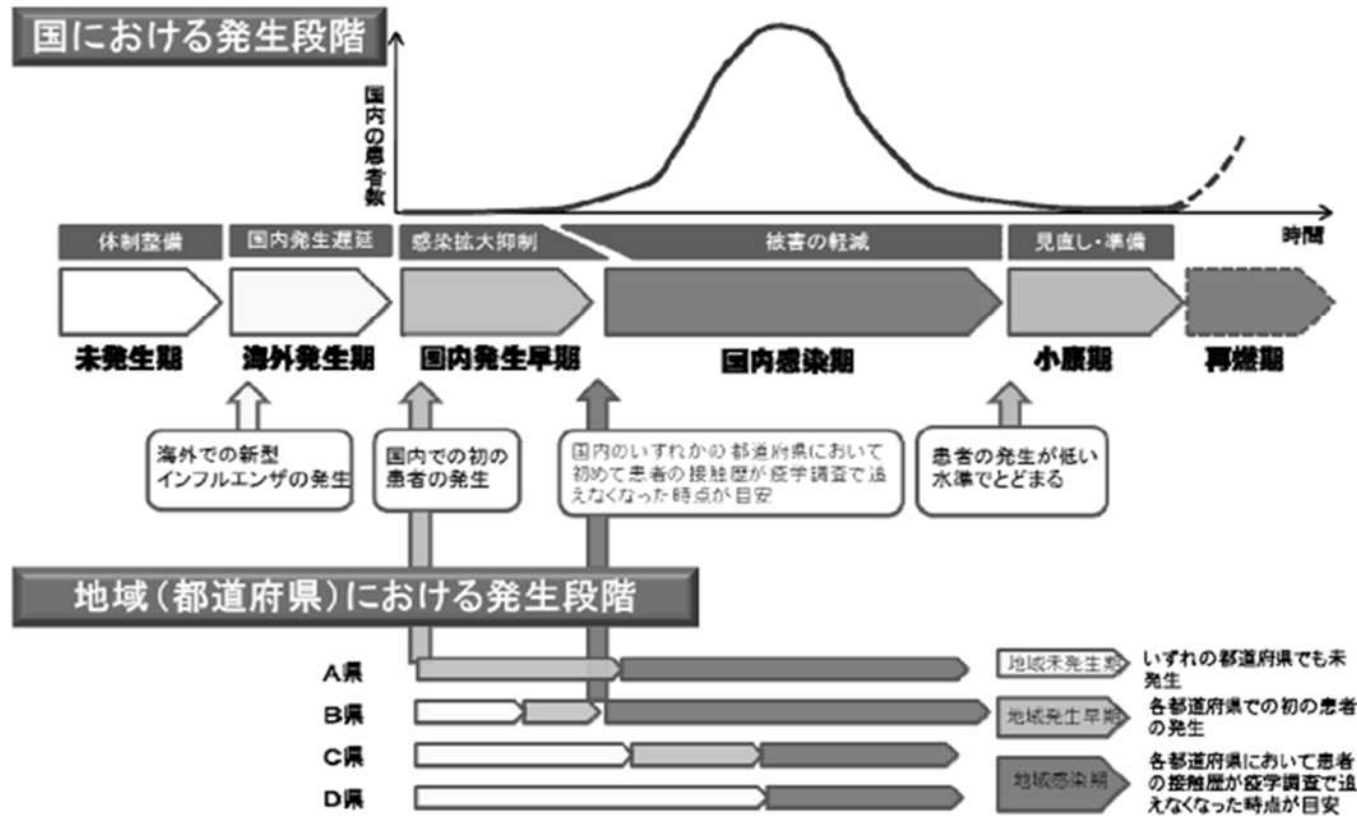 国における発生段階
国内の患者数
時間
体制整備
国内発生遅延
感染拡大抑制
被害の軽減
見直し・準備
未発生期
海外発生期
国内発生早期
国内感染期
小康期
再燃期
海外での新型
インフルエンザの発生
国内での初の
患者の発生
国内のいずれかの都道府県において
初めて患者の接触歴が疫学調査で追
えなくなった時点が目安
患者の発生が低い
水準でとどまる
地域(都道府県)における発生段階
A県
B県
C県
D県
地域未発生期
いずれの都道府県でも未
発生
地域発生早期
各都道府県での初の患者
の発生
地域感染期
各都道府県において患者
の接触歴が疫学調査で追
えなくなった時点が目安